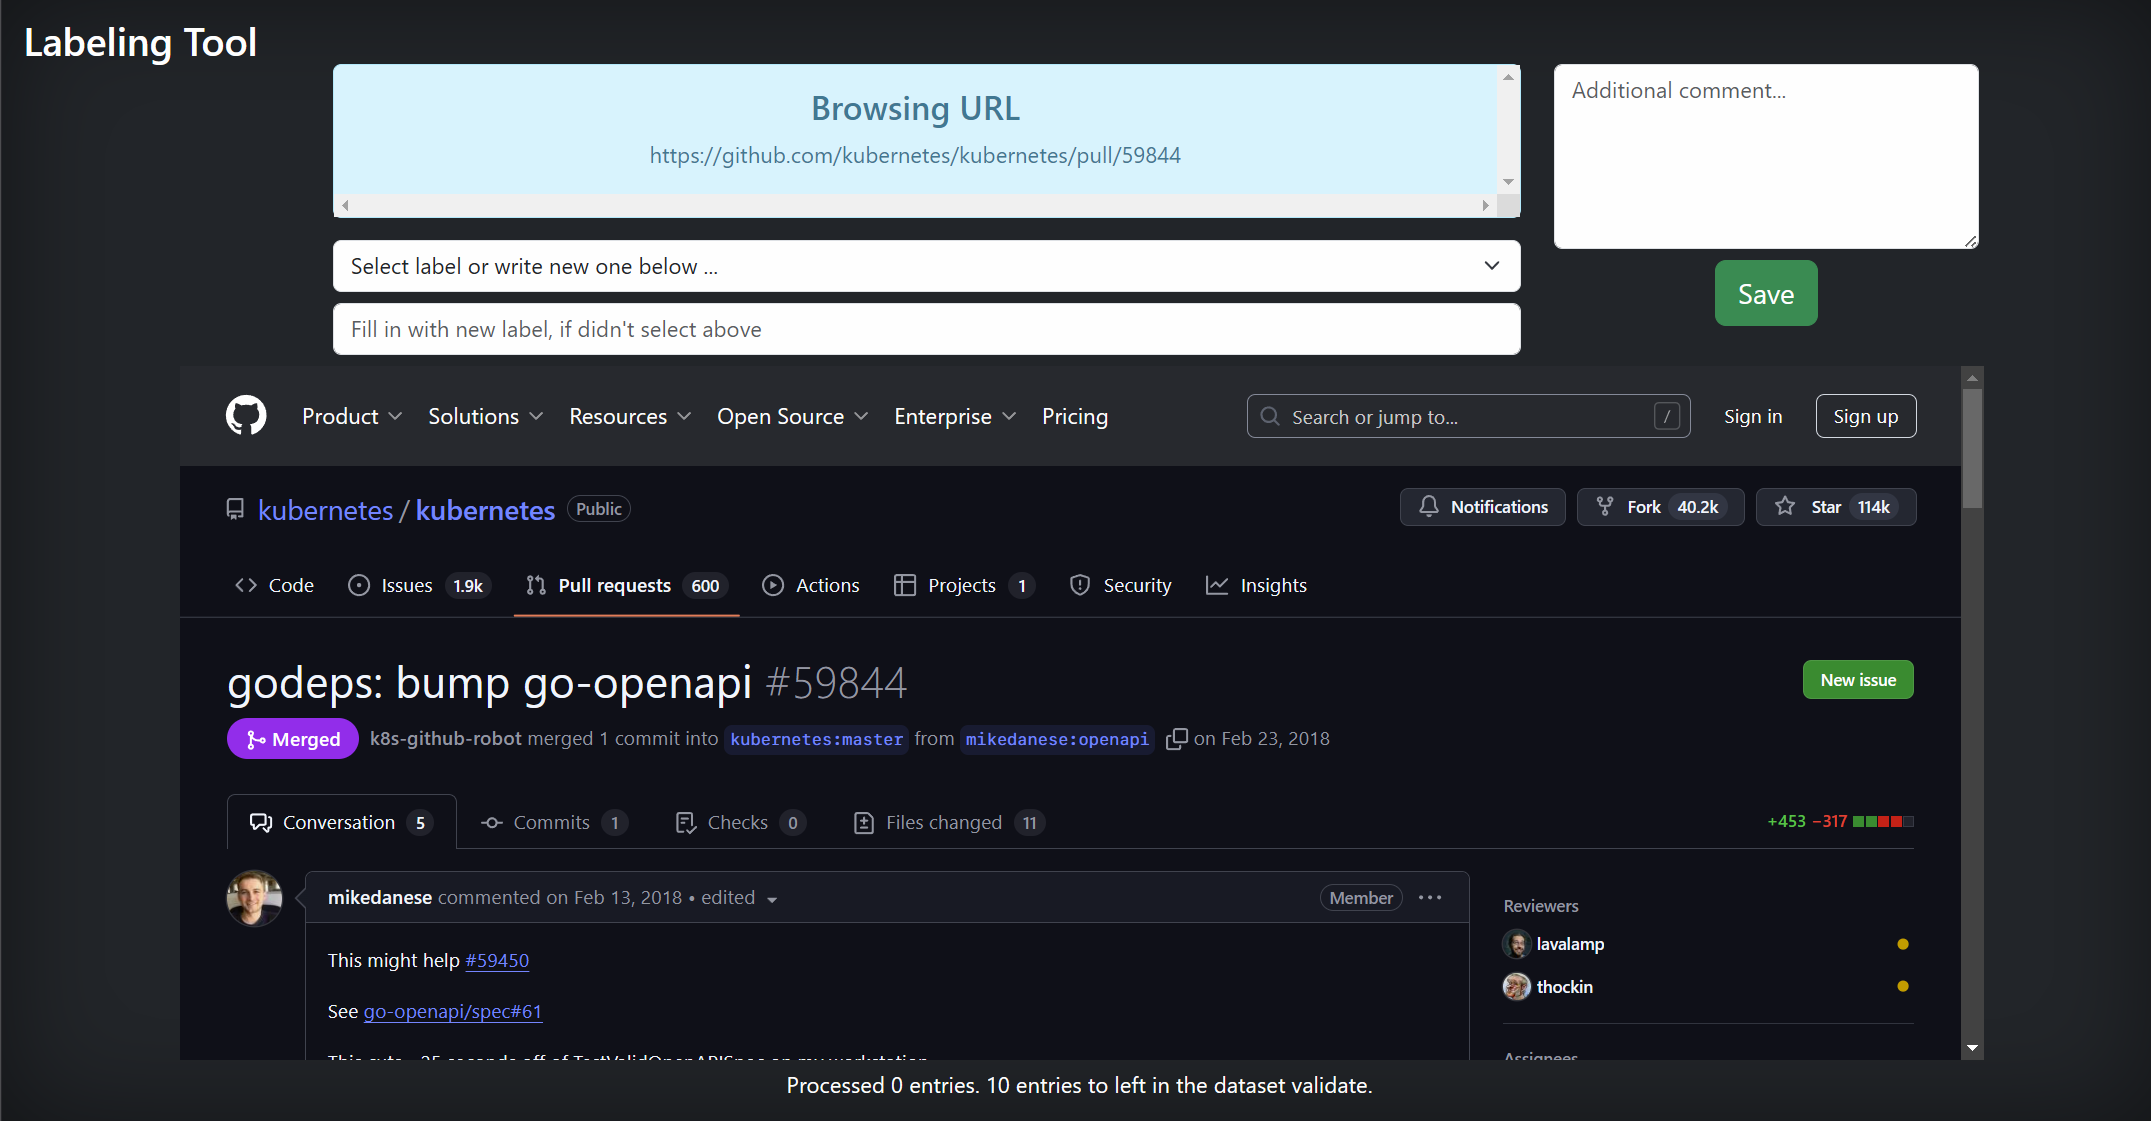 Labeling Tool
Browsing URL
https://github.com/kubernetes/kubernetes/pull/59844
Additional comment...
Select label or write new one below ...
Save
Fill in with new label, if didn't select above
Product Solutions Resources Open Source Enterprise Pricing Search or jump to... / Sign in Sign up
kubernetes / kubernetes Public Notifications Fork 40.2k Star 114k
Code Issues 1.9k Pull requests 600 Actions Projects 1 Security Insights
godeps: bump go-openapi #59844 New issue
Merged k8s-github-robot merged 1 commit into kubernetes:master from mikedanese:openapi on Feb 23, 2018
Conversation 5 Commits 1 Checks 0 Files changed 11 +453 −317
mikedanese commented on Feb 13, 2018 • edited Member
Reviewers
lavalamp
This might help #59450
thockin
See go-openapi/spec#61
Assignees
Processed 0 entries. 10 entries to left in the dataset validate.